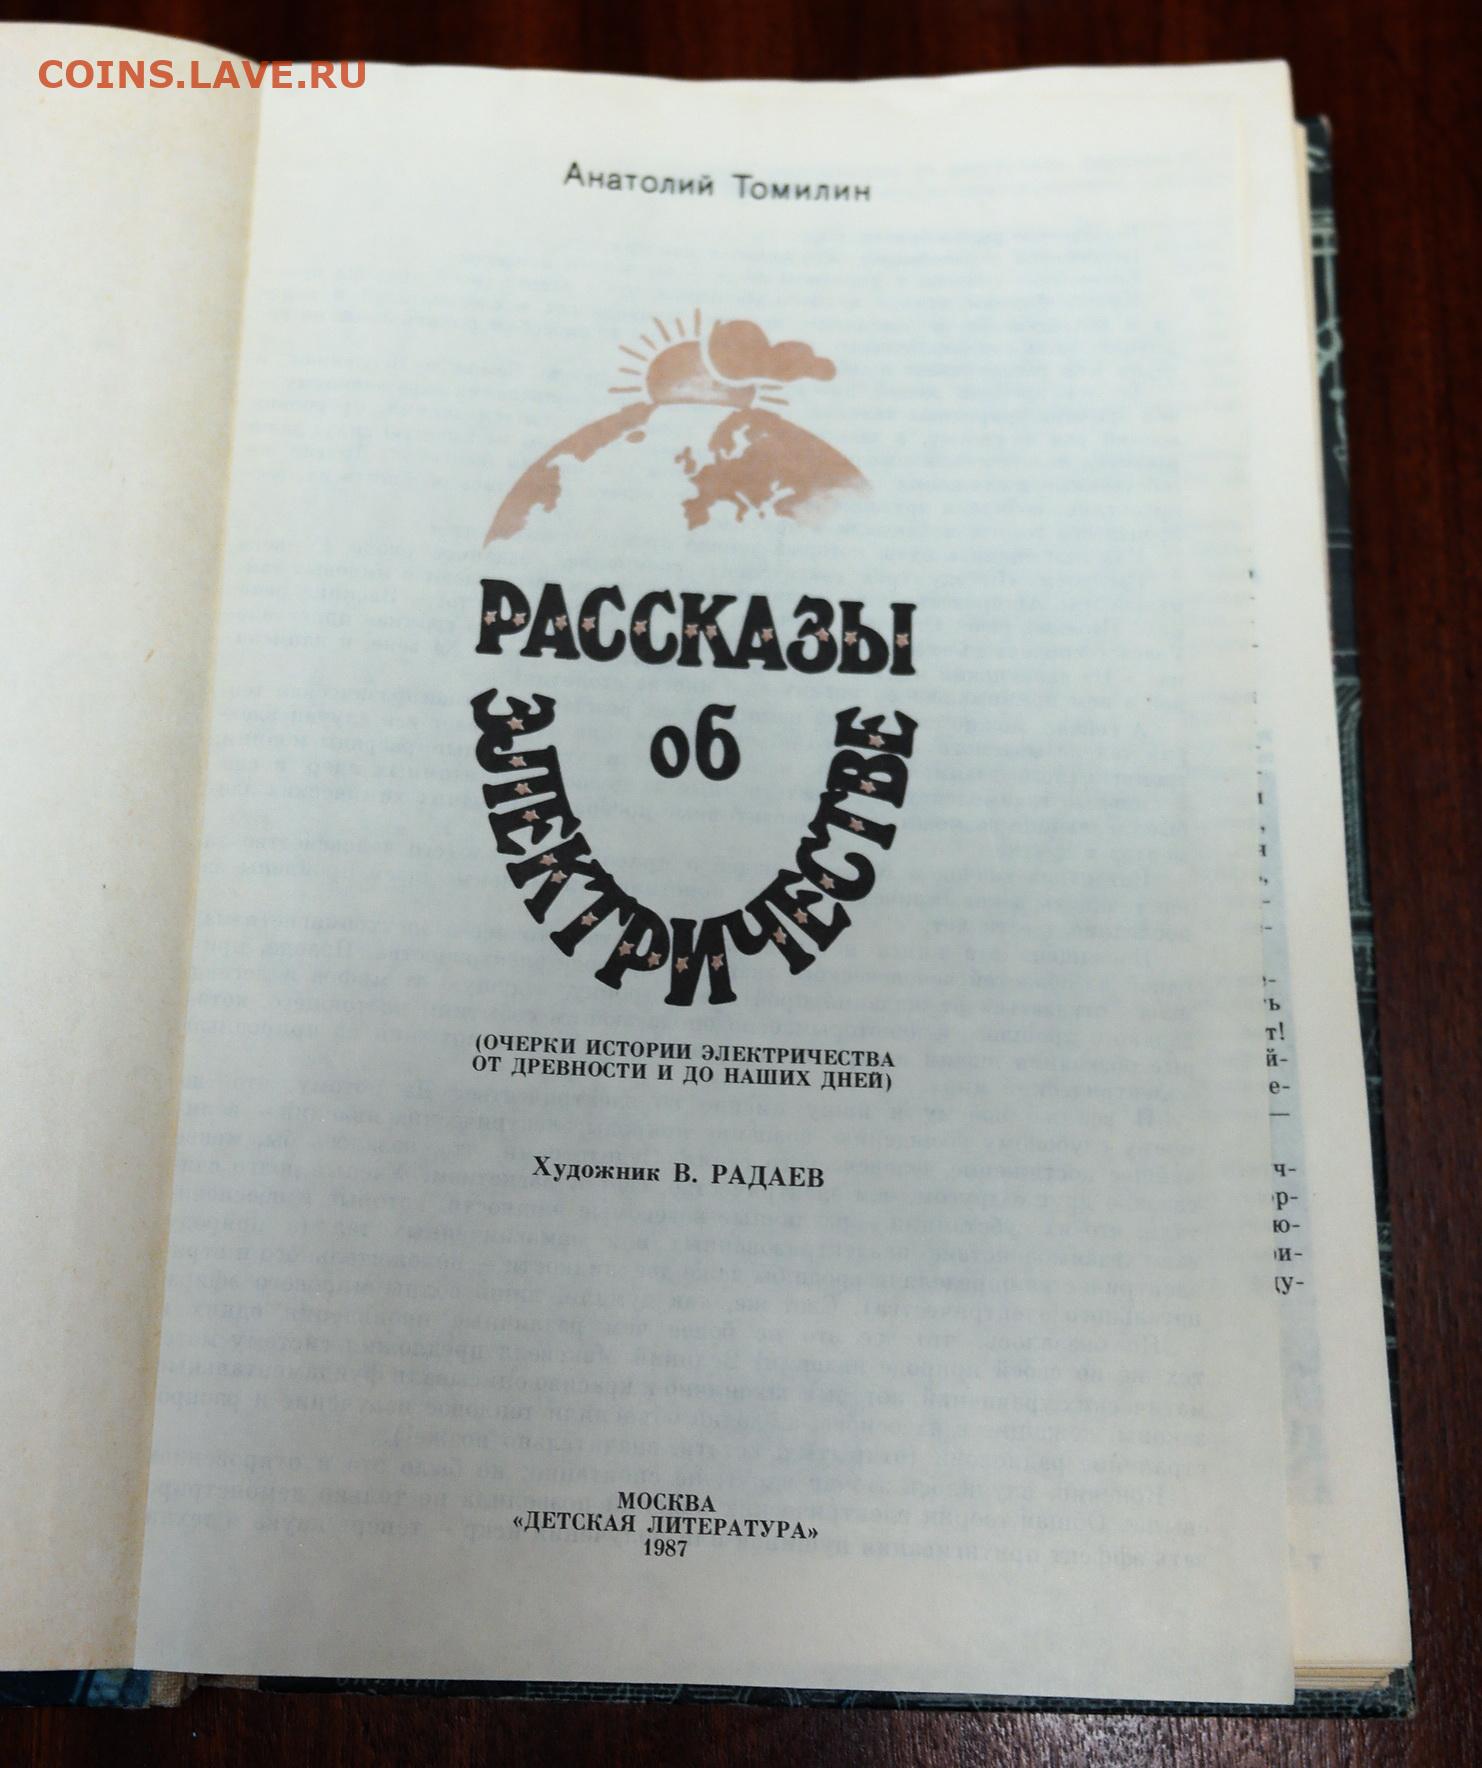 COINS.LAVE.RU
Анатолий Томилин
РАССКАЗЫ
об
ЭЛЕКТРИЧЕСТВЕ
(ОЧЕРКИ ИСТОРИИ ЭЛЕКТРИЧЕСТВА
ОТ ДРЕВНОСТИ И ДО НАШИХ ДНЕЙ)
Художник В. РАДАЕВ
МОСКВА
«ДЕТСКАЯ ЛИТЕРАТУРА»
1987